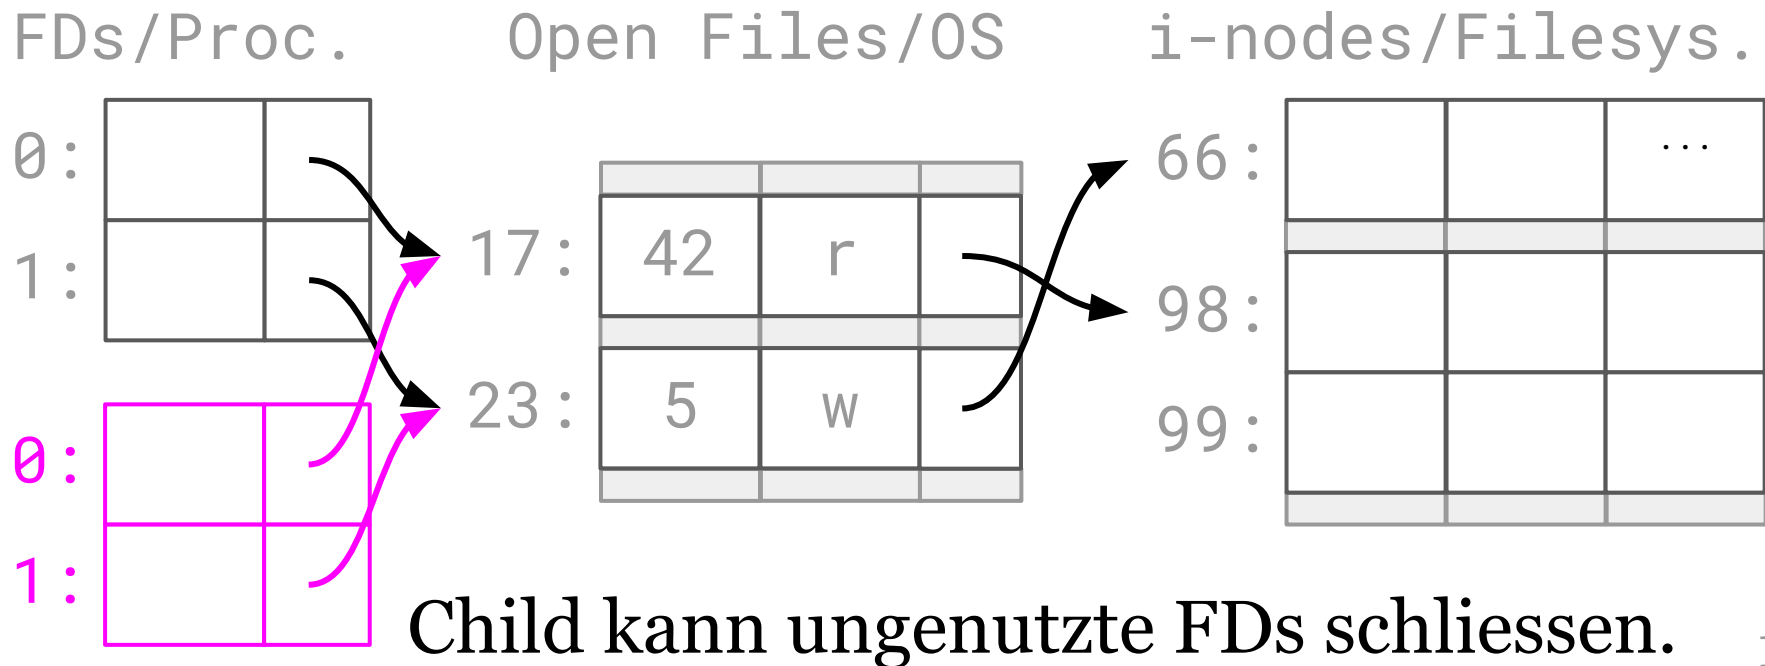 FDs/Proc. Open Files/OS i-nodes/Filesys.
0:
1:
17: 42 r
23: 5 w
66: ...
98:
99:
0:
1:
Child kann ungenutzte FDs schliessen.